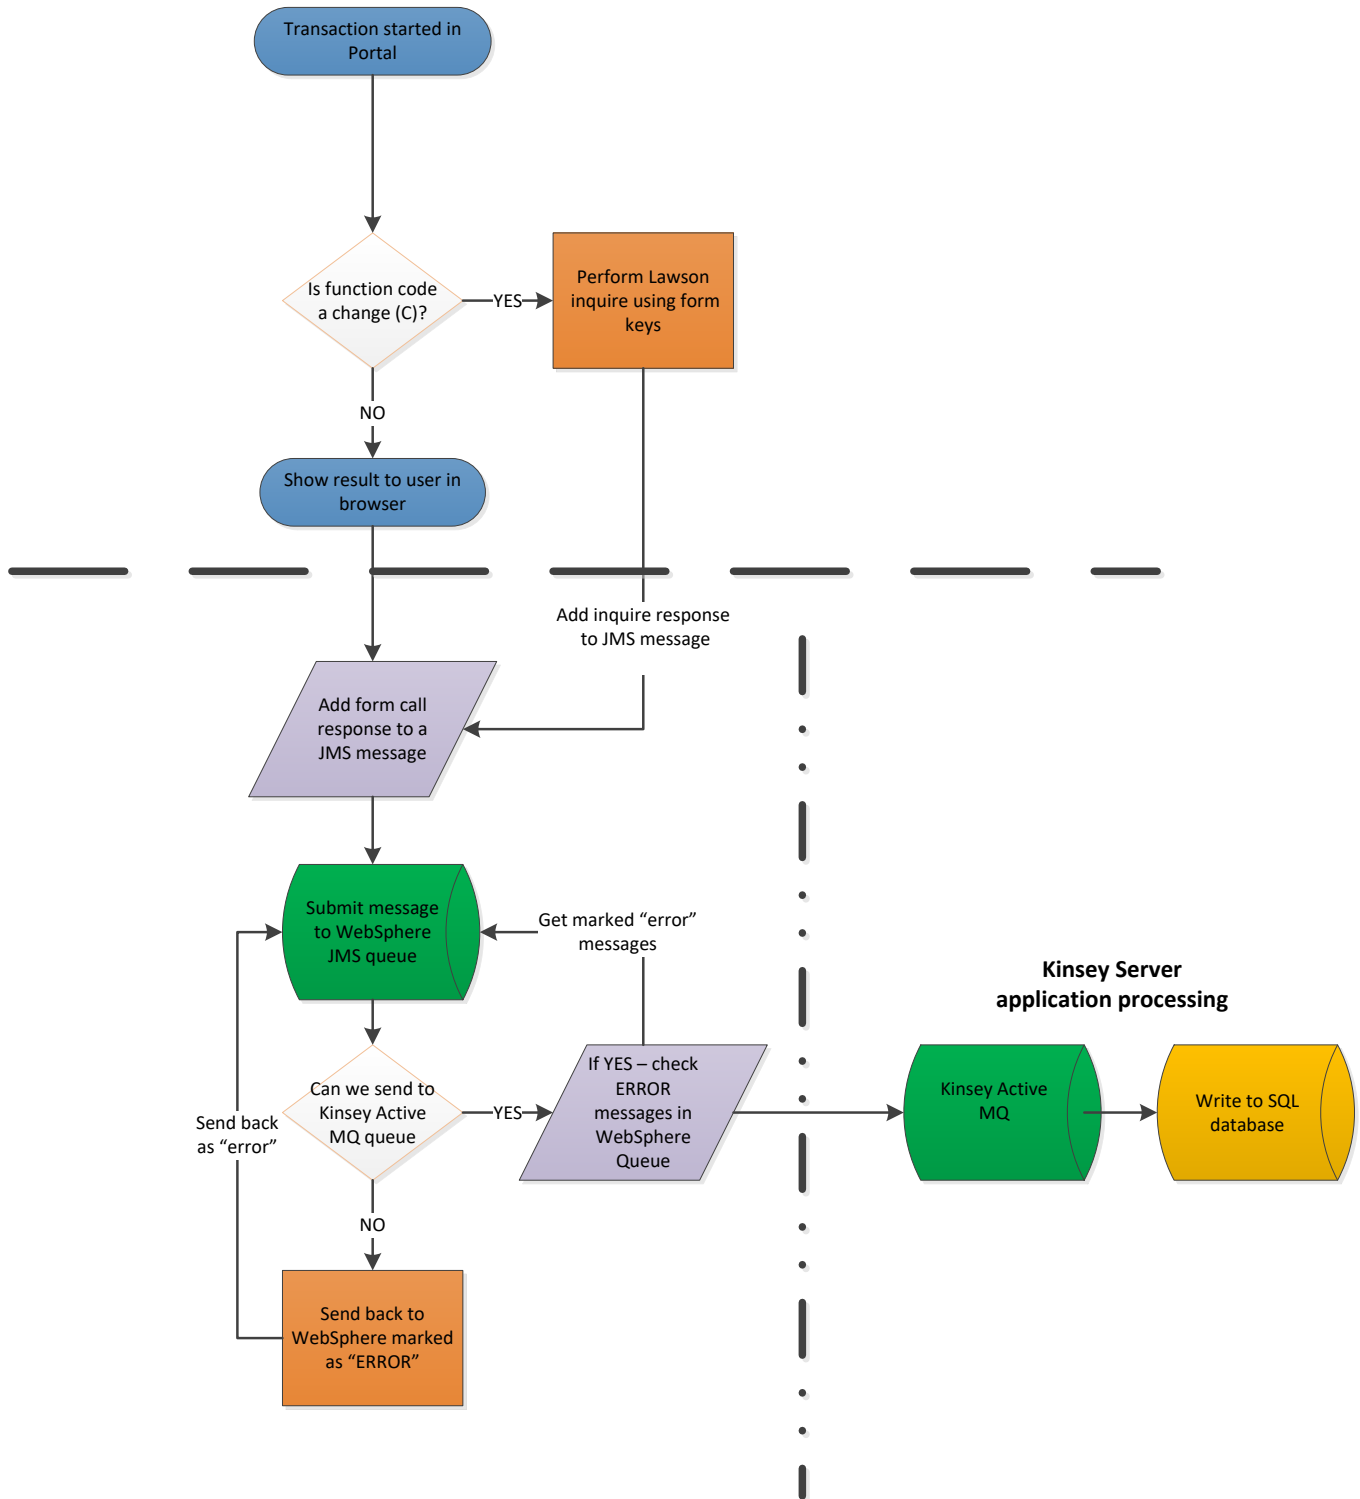 Transaction started in
Portal
Is function code
a change (C)?
YES
Perform Lawson
inquire using form
keys
NO
Show result to user in
browser
Add inquire response
to JMS message
Add form call
response to a
JMS message
Submit message
to WebSphere
JMS queue
Get marked “error”
messages
Kinsey Server
application processing
Can we send to
Kinsey Active
MQ queue
YES
If YES – check
ERROR
messages in
WebSphere
Queue
Kinsey Active
MQ
Write to SQL
database
Send back
as “error”
NO
Send back to
WebSphere marked
as “ERROR”